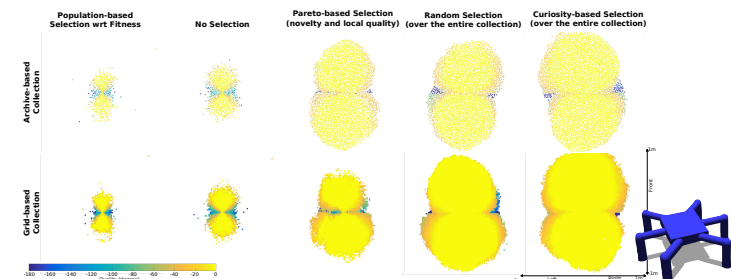 Population-based
Selection wrt Fitness
No Selection
Pareto-based Selection
(novelty and local quality)
Random Selection
(over the entire collection)
Curiosity-based Selection
(over the entire collection)
Archive-based
Collection
Grid-based
Collection
1m
Front
-1m
-180 -160 -140 -120 -100 -80 -60 -40 -20 0